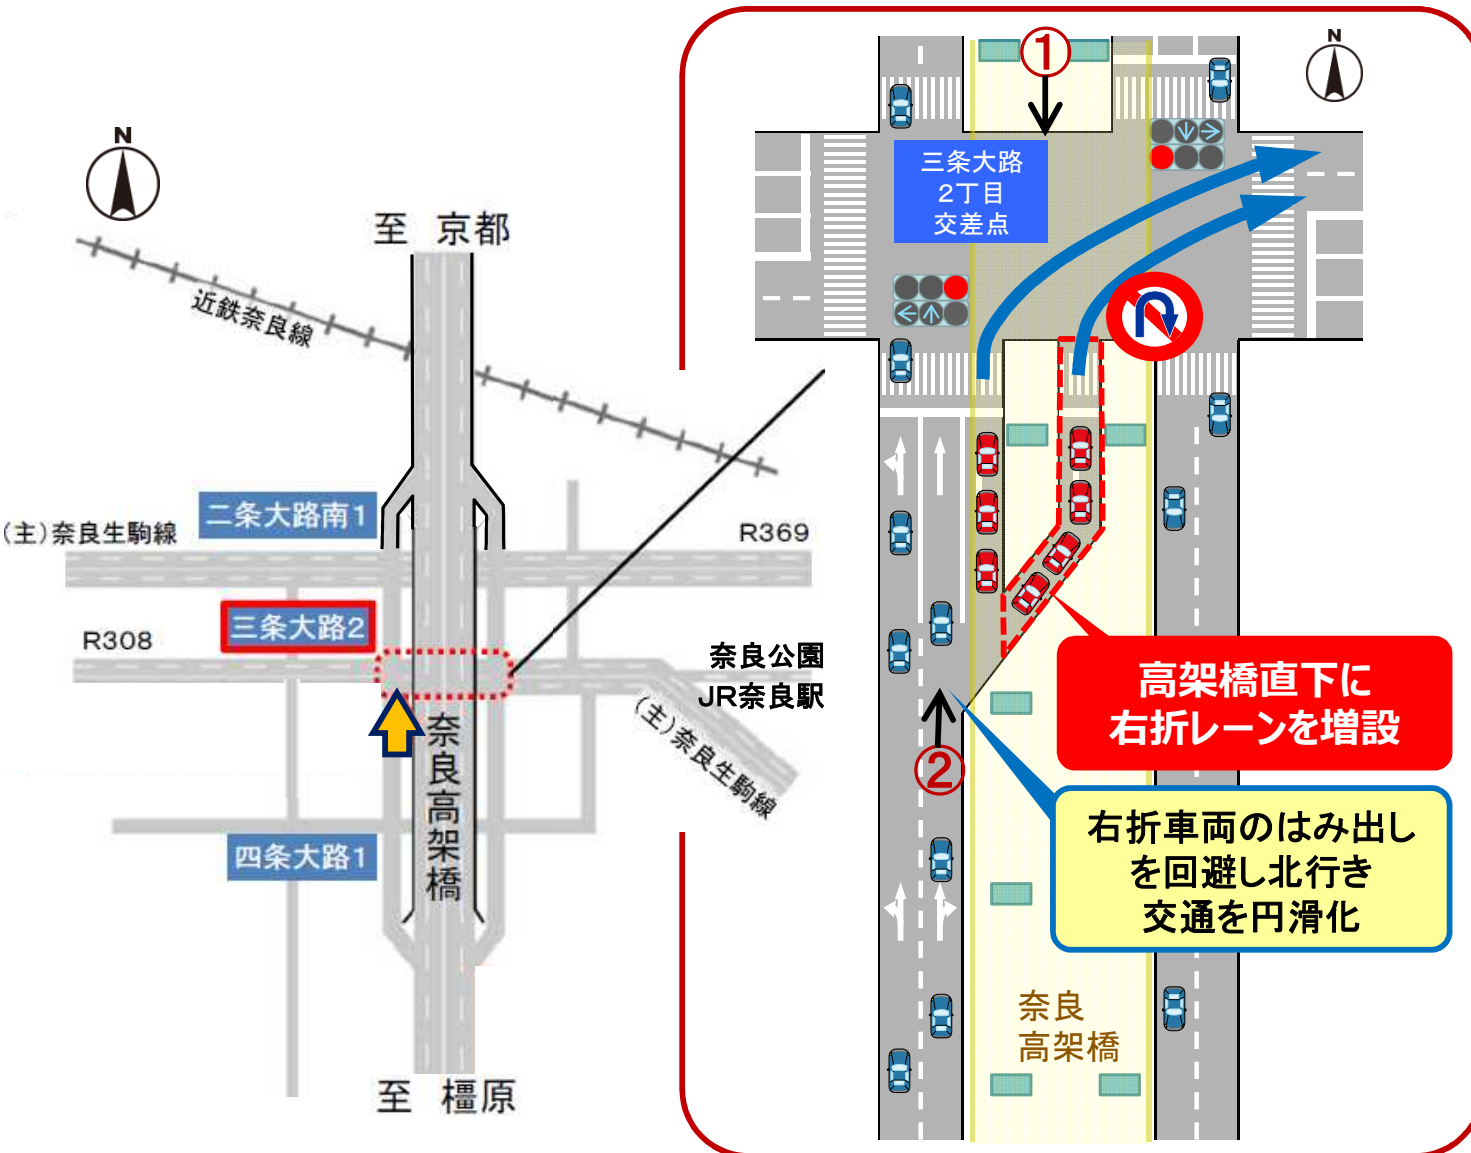 N
至 京都
近鉄奈良線
二条大路南1
(主)奈良生駒線
R369
三条大路2
R308
奈良公園
JR奈良駅
(主)奈良生駒線
奈良高架橋
四条大路1
至 橿原
①
N
三条大路
2丁目
交差点
高架橋直下に
右折レーンを増設
②
右折車両のはみ出し
を回避し北行き
交通を円滑化
奈良
高架橋